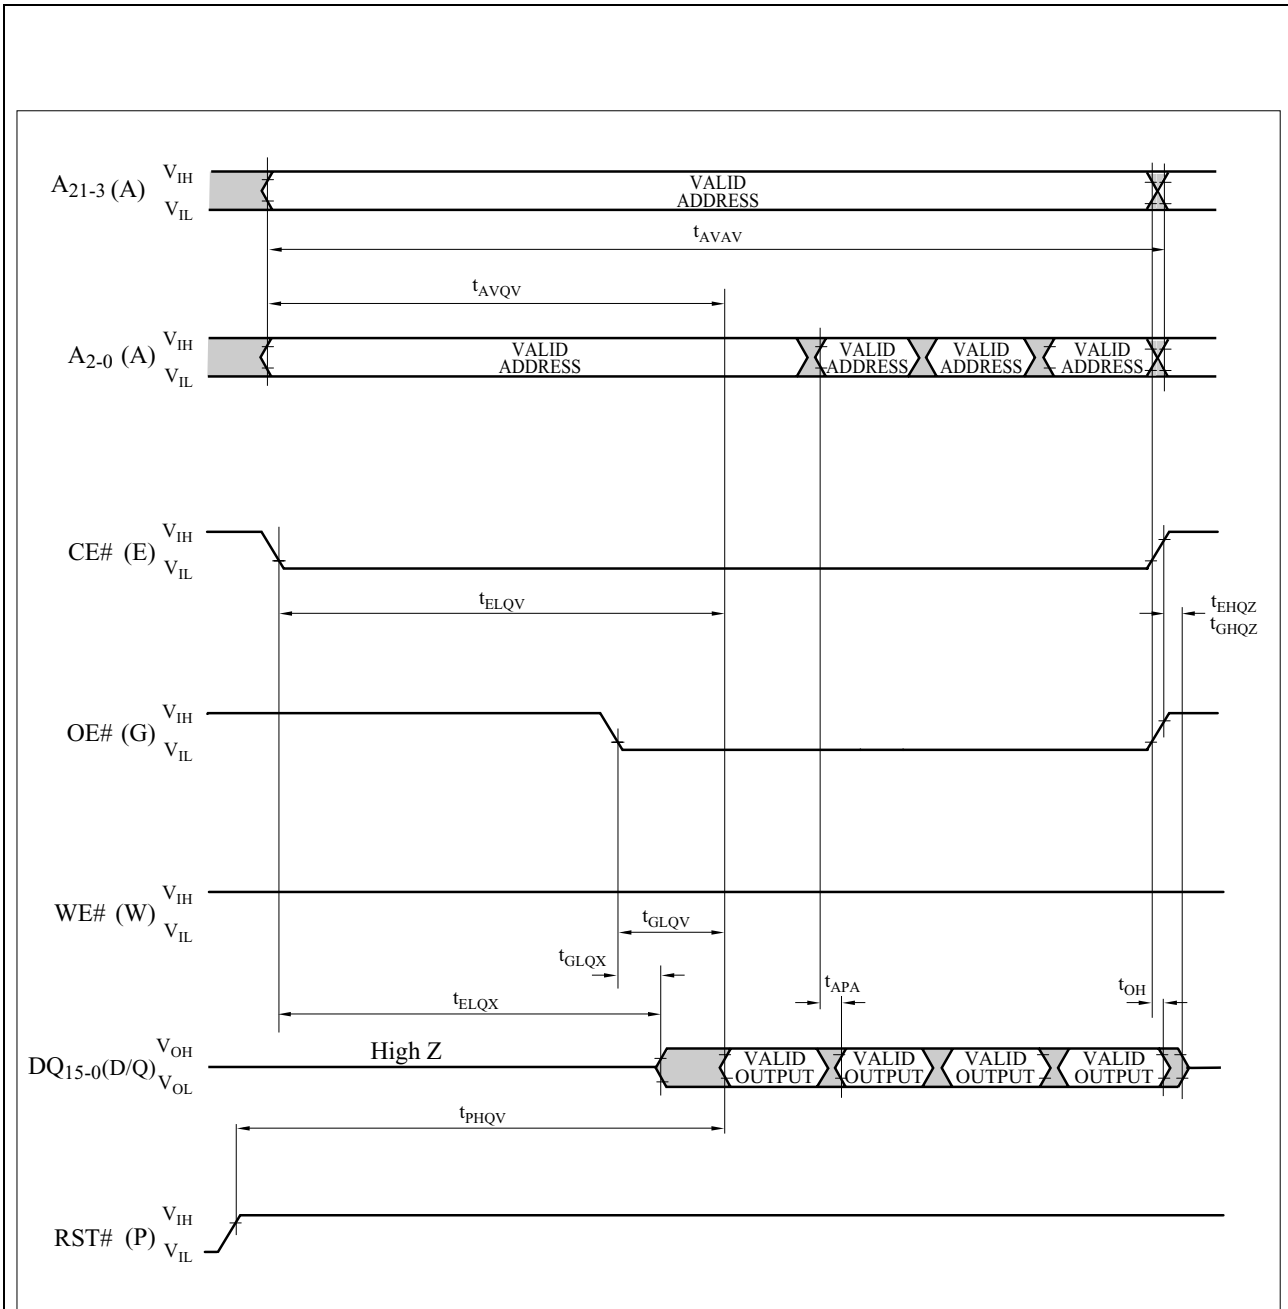 A21-3 (A) VIH
VIL
VALID
ADDRESS
tAVAV
tAVQV
A2-0 (A) VIH
VIL
VALID
ADDRESS
VALID
ADDRESS
VALID
ADDRESS
VALID
ADDRESS
CE# (E) VIH
VIL
tELQV
tEHQZ
tGHQZ
OE# (G) VIH
VIL
WE# (W) VIH
VIL
tGLQV
tGLQX
tELQX
tAPA
tOH
DQ15-0(D/Q) VOH
VOL
High Z
VALID
OUTPUT
VALID
OUTPUT
VALID
OUTPUT
VALID
OUTPUT
tPHQV
RST# (P) VIH
VIL